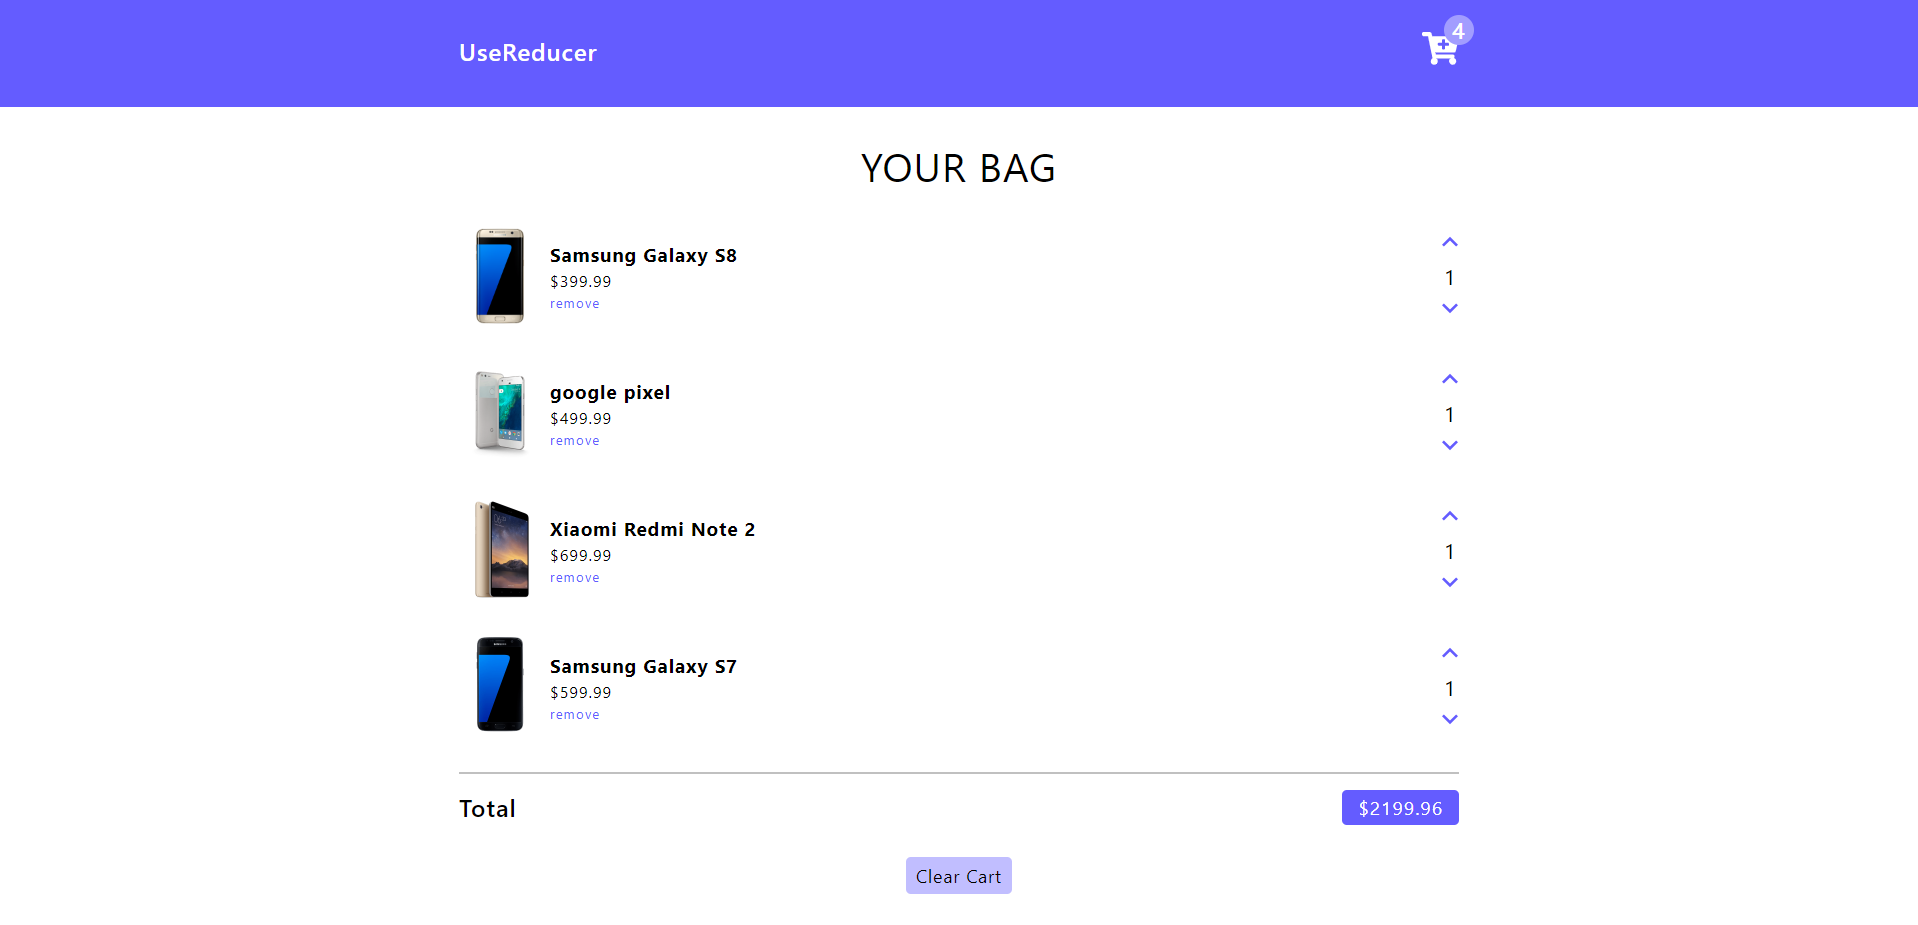 UseReducer
4
YOUR BAG
Samsung Galaxy S8
$399.99
remove
1
google pixel
$499.99
remove
1
Xiaomi Redmi Note 2
$699.99
remove
1
Samsung Galaxy S7
$599.99
remove
1
Total
$2199.96
Clear Cart